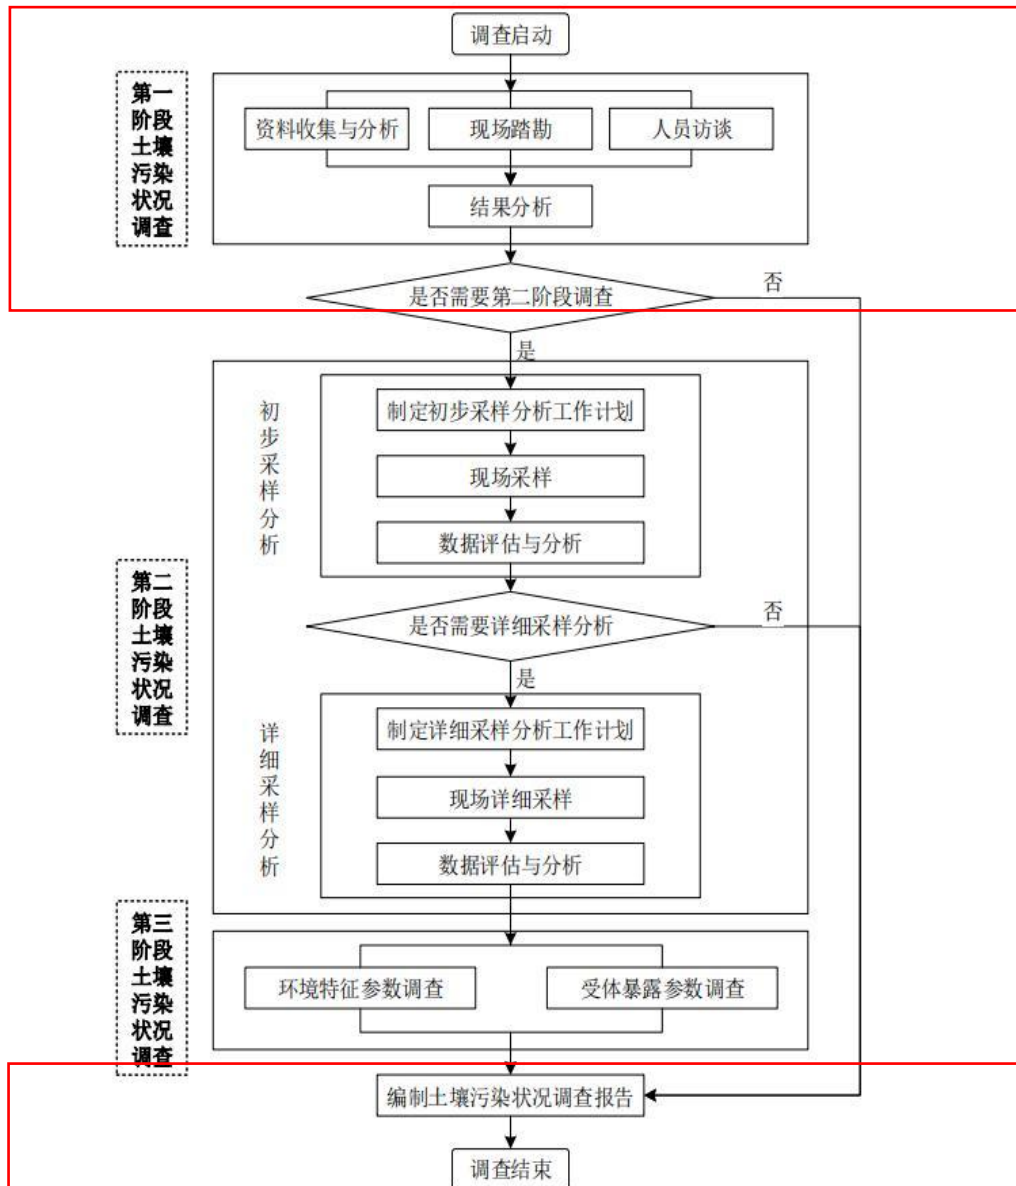 调查启动
第一
阶段
土壤
污染
状况
调查
资料收集与分析
现场踏勘
人员访谈
结果分析
是否需要第二阶段调查
否
是
初步采样分析
制定初步采样分析工作计划
现场采样
数据评估与分析
第二
阶段
土壤
污染
状况
调查
是否需要详细采样分析
否
是
详细采样分析
制定详细采样分析工作计划
现场详细采样
数据评估与分析
第三
阶段
土壤
污染
状况
调查
环境特征参数调查
受体暴露参数调查
编制土壤污染状况调查报告
调查结束